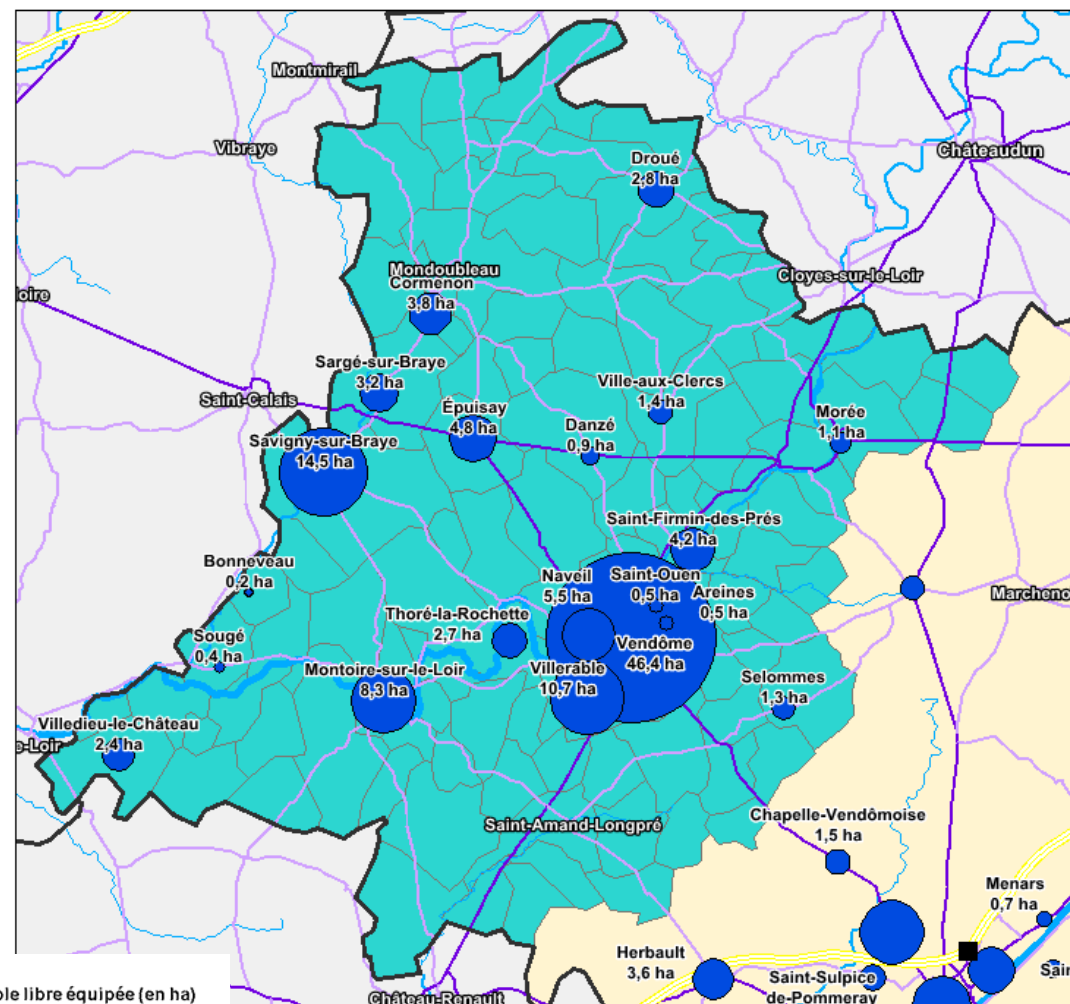 Montmirail
Vibraye
Châteaudun
Droué
2,8 ha
Mondoubleau
Cormenon
3,8 ha
Cloyes-sur-le-Loir
loire
Sargé-sur-Braye
3,2 ha
Saint-Calais
Ville-aux-Clercs
1,4 ha
Épuisay
4,8 ha
Danzé
0,9 ha
Morée
1,1 ha
Savigny-sur-Braye
14,5 ha
Saint-Firmin-des-Prés
4,2 ha
Bonneveau
0,2 ha
Naveil
5,5 ha
Saint-Ouen
0,5 ha
Areines
0,5 ha
Marcheno
Thoré-la-Rochette
2,7 ha
Vendôme
46,4 ha
Sougé
0,4 ha
Montoire-sur-le-Loir
8,3 ha
Villerable
10,7 ha
Selommes
1,3 ha
Villedieu-le-Château
2,4 ha
e-Loir
Saint-Amand-Longpré
Chapelle-Vendômoise
1,5 ha
Menars
0,7 ha
Herbault
3,6 ha
Saint-Sulpice
de-Pommeray
Sain
ble libre équipée (en ha)
Château-Renault